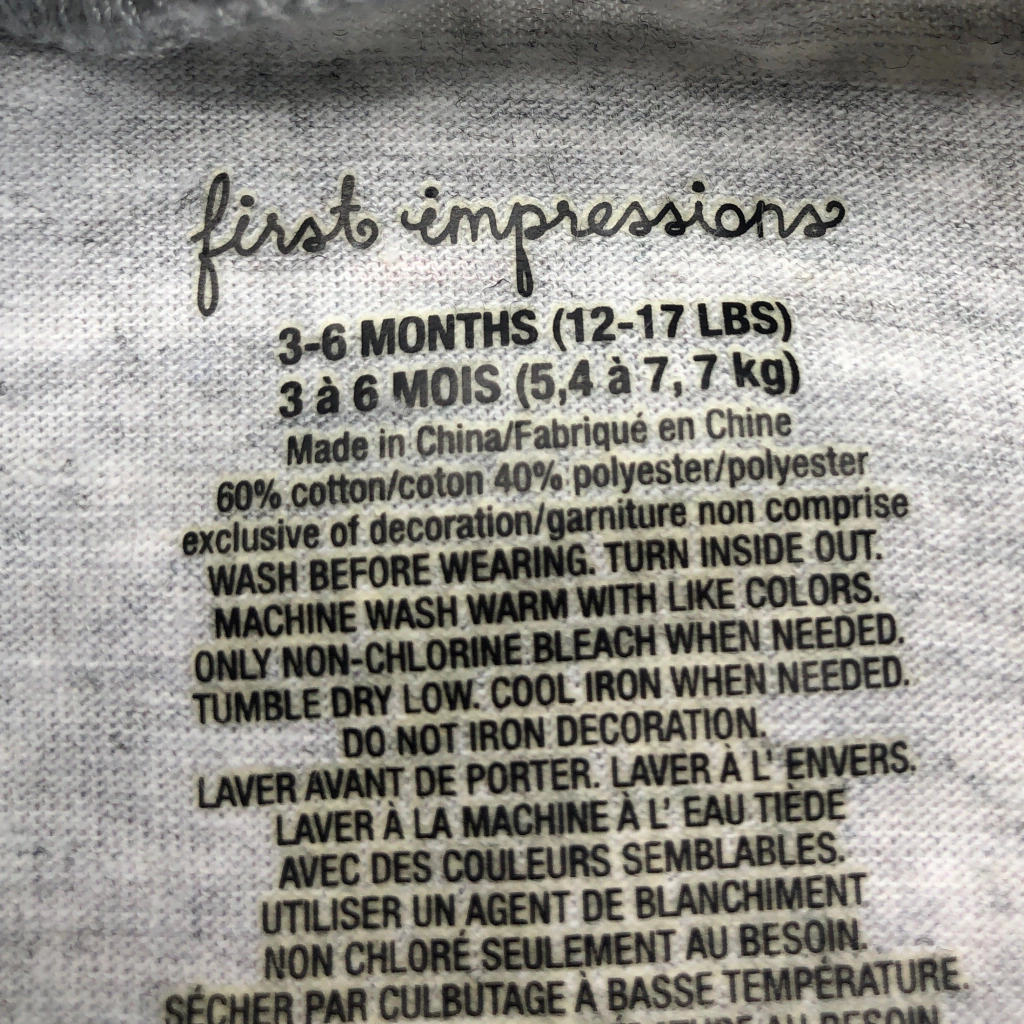 first impressions
3-6 MONTHS (12-17 LBS)
3 à 6 MOIS (5,4 à 7, 7 kg)
Made in China/Fabriqué en Chine
60% cotton/coton 40% polyester/polyester
exclusive of decoration/garniture non comprise
WASH BEFORE WEARING. TURN INSIDE OUT.
MACHINE WASH WARM WITH LIKE COLORS.
ONLY NON-CHLORINE BLEACH WHEN NEEDED.
TUMBLE DRY LOW. COOL IRON WHEN NEEDED.
DO NOT IRON DECORATION.
LAVER AVANT DE PORTER. LAVER À L' ENVERS.
LAVER À LA MACHINE À L' EAU TIÈDE
AVEC DES COULEURS SEMBLABLES.
UTILISER UN AGENT DE BLANCHIMENT
NON CHLORÉ SEULEMENT AU BESOIN.
SÉCHER PAR CULBUTAGE À BASSE TEMPÉRATURE.
AU BESOIN